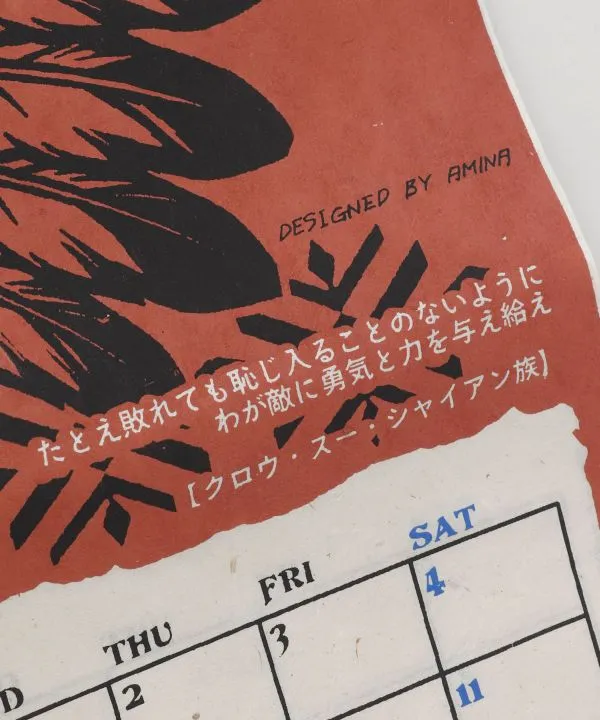 DESIGNED BY AMINA
たとえ敗れても恥じ入ることのないように
わが敵に勇気と力を与え給え
[クロウ・スー・シャイアン族]
D THU FRI SAT
2 3 4
11